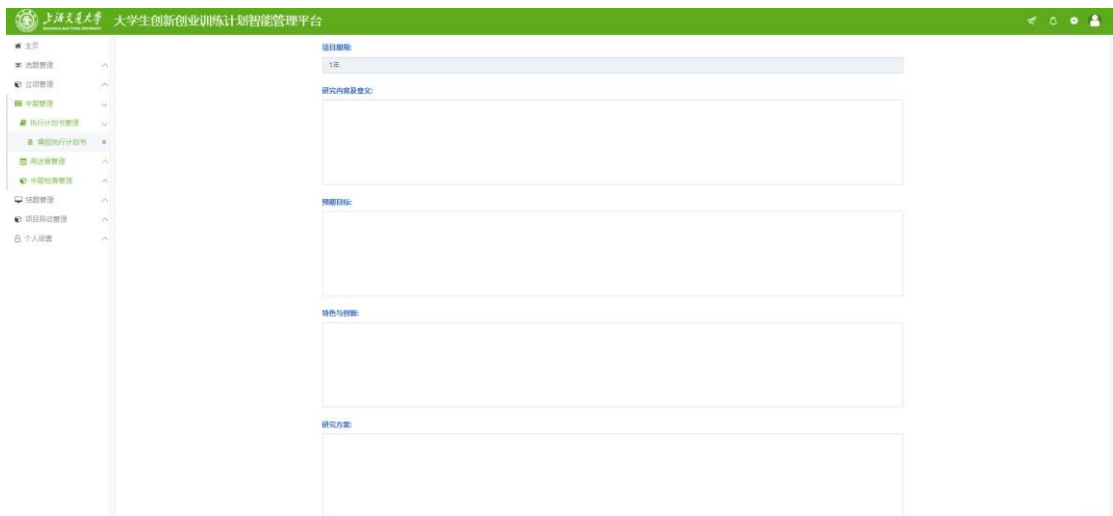 上海交通大学
大学生创新创业训练计划智能管理平台
主页
选题管理
立项管理
中期管理
执行计划书管理
填报执行计划书
周进展管理
中期检查管理
结题管理
项目异动管理
个人设置
项目期限:
1年
研究内容及意义:
预期目标:
特色与创新:
研究方案: